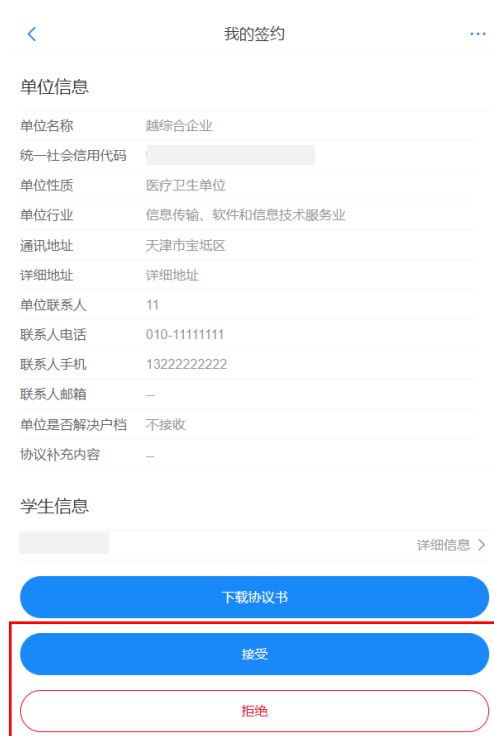 我的签约
单位信息
单位名称 越综合企业
统一社会信用代码
单位性质 医疗卫生单位
单位行业 信息传输、软件和信息技术服务业
通讯地址 天津市宝坻区
详细地址 详细地址
单位联系人 11
联系人电话 010-11111111
联系人手机 13222222222
联系人邮箱 --
单位是否解决户档 不接收
协议补充内容 --
学生信息
详细信息
下载协议书
接受
拒绝